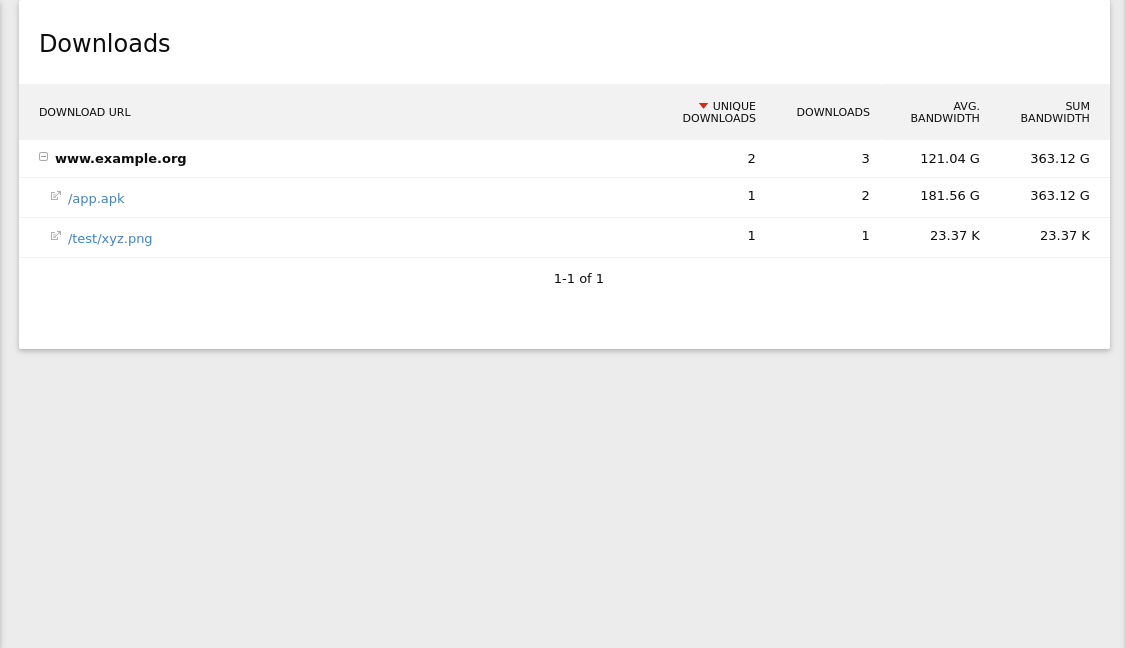 Downloads
DOWNLOAD URL UNIQUE DOWNLOADS DOWNLOADS AVG. BANDWIDTH SUM BANDWIDTH
www.example.org 2 3 121.04 G 363.12 G
/app.apk 1 2 181.56 G 363.12 G
/test/xyz.png 1 1 23.37 K 23.37 K
1-1 of 1